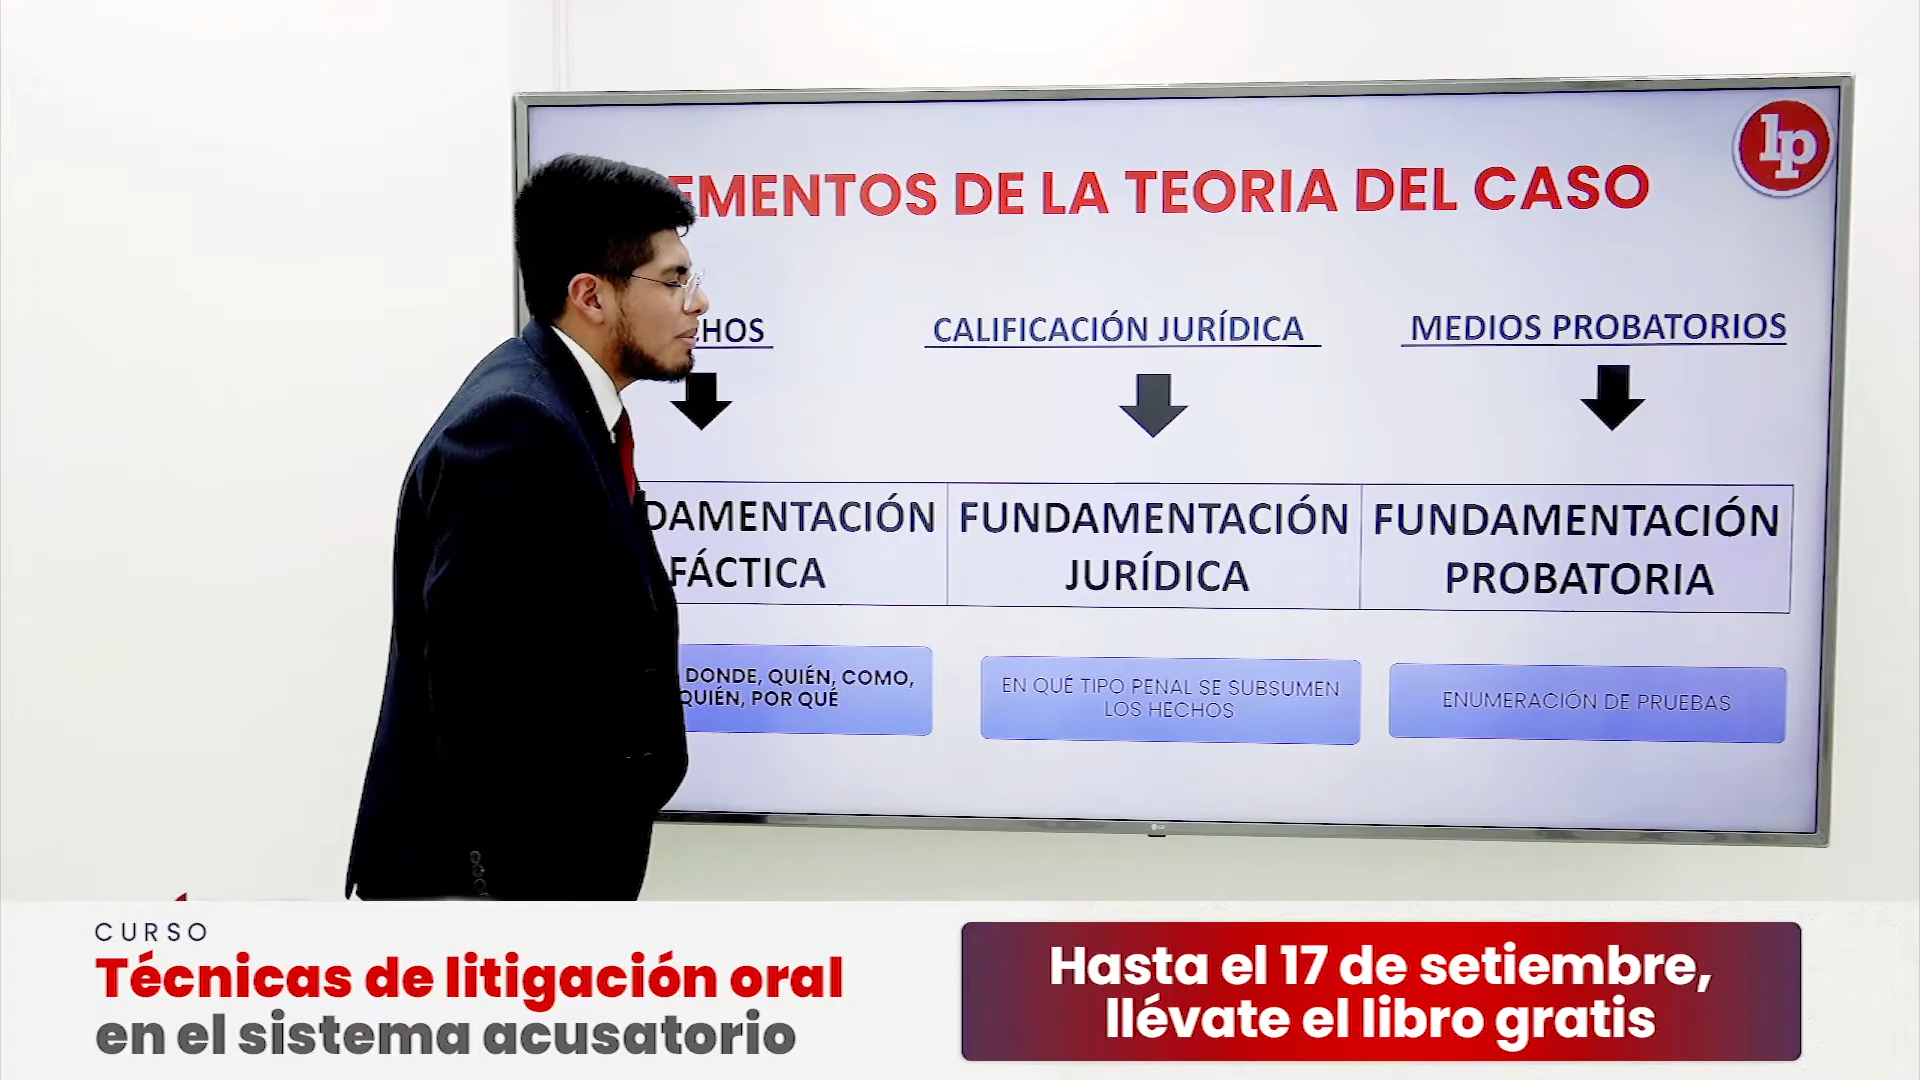 EMENTOS DE LA TEORIA DEL CASO
lp
CHOS
CALIFICACIÓN JURÍDICA
MEDIOS PROBATORIOS
DAMENTACIÓN
FÁCTICA
FUNDAMENTACIÓN
JURÍDICA
FUNDAMENTACIÓN
PROBATORIA
DONDE, QUIÉN, COMO,
QUIÉN, POR QUÉ
EN QUÉ TIPO PENAL SE SUBSUMEN
LOS HECHOS
ENUMERACIÓN DE PRUEBAS
CURSO
Técnicas de litigación oral
en el sistema acusatorio
Hasta el 17 de setiembre,
llévate el libro gratis